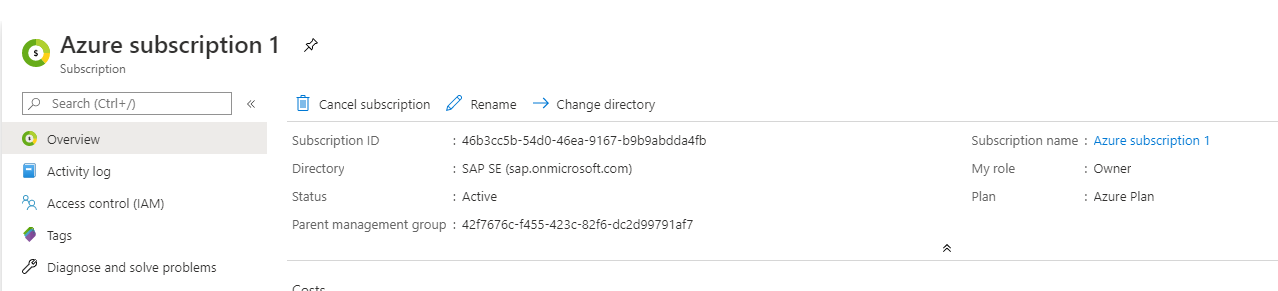 Azure subscription 1
Subscription
Search (Ctrl+/)
«
Cancel subscription
Rename
Change directory
Overview
Activity log
Access control (IAM)
Tags
Diagnose and solve problems
Subscription ID : 46b3cc5b-54d0-46ea-9167-b9b9abdda4fb
Subscription name : Azure subscription 1
Directory : SAP SE (sap.onmicrosoft.com)
My role : Owner
Status : Active
Plan : Azure Plan
Parent management group : 42f7676c-f455-423c-82f6-dc2d99791af7
Costs